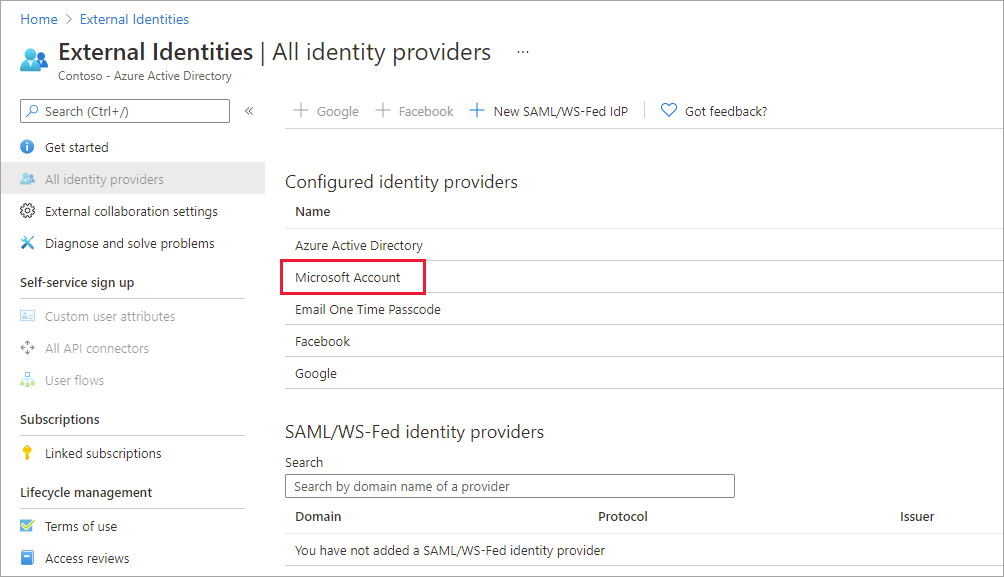 Home > External Identities
External Identities | All identity providers ...
Contoso - Azure Active Directory
Search (Ctrl+/) «
Get started
All identity providers
External collaboration settings
Diagnose and solve problems
Self-service sign up
Custom user attributes
All API connectors
User flows
Subscriptions
Linked subscriptions
Lifecycle management
Terms of use
Access reviews
+ Google + Facebook + New SAML/WS-Fed IdP Got feedback?
Configured identity providers
Name
Azure Active Directory
Microsoft Account
Email One Time Passcode
Facebook
Google
SAML/WS-Fed identity providers
Search
Search by domain name of a provider
Domain Protocol Issuer
You have not added a SAML/WS-Fed identity provider